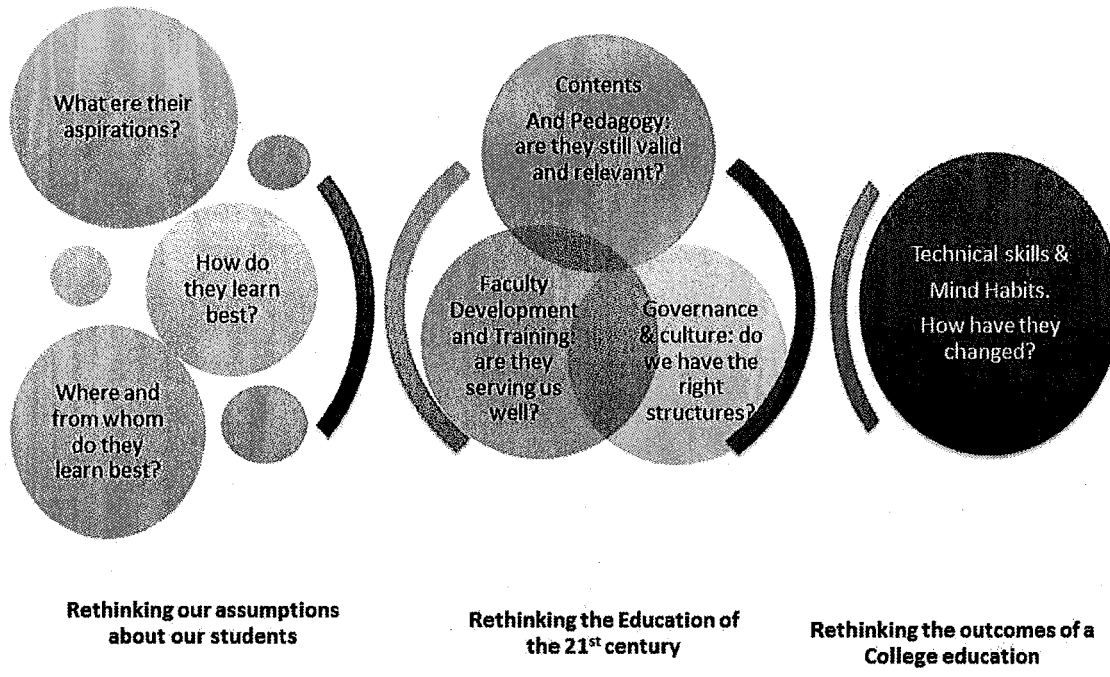 What ere their
aspirations?
How do
they learn
best?
Where and
from whom
do they
learn best?
Rethinking our assumptions
about our students
Contents
And Pedagogy:
are they still valid
and relevant?
Faculty
Development
and Training:
are they
serving us
well?
Governance
& culture: do
we have the
right
structures?
Rethinking the Education of
the 21st century
Technical skills &
Mind Habits.
How have they
changed?
Rethinking the outcomes of a
College education